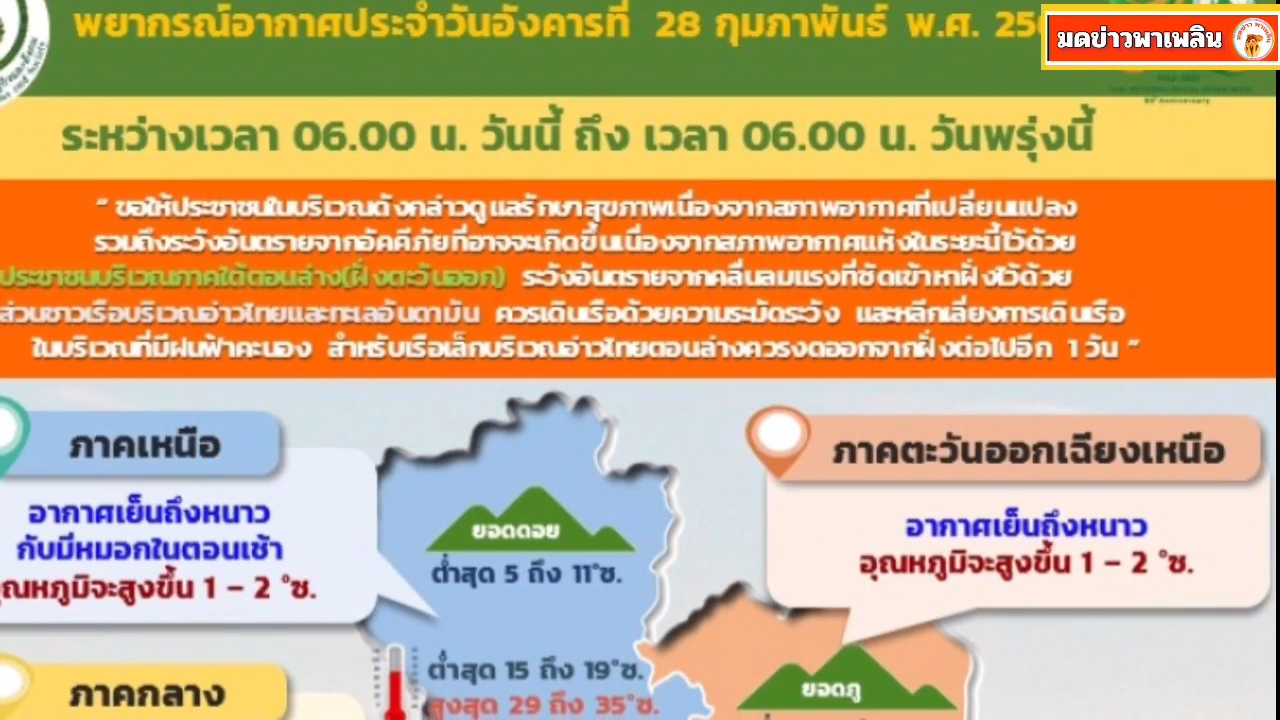 พยากรณ์อากาศประจำวันอังคารที่ 28 กุมภาพันธ์ พ.ศ.
มดข่าวพาเพลิน
ระหว่างเวลา 06.00 น. วันนี้ ถึง เวลา 06.00 น. วันพรุ่งนี้
" ขอให้ประชาชนในบริเวณดังกล่าวดูแลรักษาสุขภาพเนื่องจากสภาพอากาศที่เปลี่ยนแปลง
รวมถึงระวังอันตรายจากอัคคีภัยที่อาจจะเกิดขึ้นเนื่องจากสภาพอากาศแห้งในระยะนี้ไว้ด้วย
ประชาชนบริเวณภาคใต้ตอนล่าง(ฝั่งตะวันออก) ระวังอันตรายจากคลื่นลมแรงที่ซัดเข้าหาฝั่งไว้ด้วย
ส่วนชาวเรือบริเวณอ่าวไทยและทะเลอันดามัน ควรเดินเรือด้วยความระมัดระวัง และหลีกเลี่ยงการเดินเรือ
ในบริเวณที่มีฝนฟ้าคะนอง สำหรับเรือเล็กบริเวณอ่าวไทยตอนล่างควรงดออกจากฝั่งต่อไปอีก 1 วัน "
ภาคเหนือ
อากาศเย็นถึงหนาว
กับมีหมอกในตอนเช้า
อุณหภูมิจะสูงขึ้น 1 – 2 °ซ.
ยอดดอย
ต่ำสุด 5 ถึง 11°ซ.
ต่ำสุด 15 ถึง 19°ซ.
สูงสุด 29 ถึง 35°ซ.
ภาคตะวันออกเฉียงเหนือ
อากาศเย็นถึงหนาว
อุณหภูมิจะสูงขึ้น 1 – 2 °ซ.
ยอดภู
ภาคกลาง